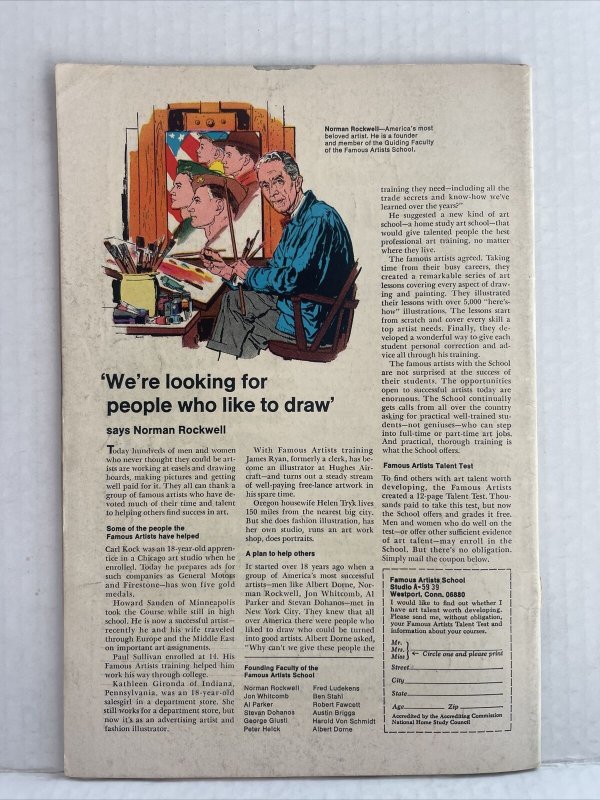 Norman Rockwell—America's most
beloved artist. He is a founder
and member of the Guiding Faculty
of the Famous Artists School.
'We're looking for
people who like to draw'
says Norman Rockwell
Today hundreds of men and women
who never thought they could be art-
ists are working at easels and drawing
boards, making pictures and getting
well paid for it. They all can thank a
group of famous artists who have de-
voted much of their time and talent
to helping others find success in art.
Some of the people the
Famous Artists have helped
Carl Kock was an 18-year-old appren-
tice in a Chicago art studio when he
enrolled. Today he prepares ads for
such companies as General Motors
and Firestone—has won five gold
medals.
Howard Sanden of Minneapolis
took the Course while still in high
school. He is now a successful artist—
recently he and his wife traveled
through Europe and the Middle East
on important art assignments.
Paul Sullivan enrolled at 14. His
Famous Artists training helped him
work his way through college.
Kathleen Gironda of Indiana,
Pennsylvania, was an 18-year-old
salesgirl in a department store. She
still works for a department store, but
now it's as an advertising artist and
fashion illustrator.
With Famous Artists training
James Ryan, formerly a clerk, has be-
come an illustrator at Hughes Air-
craft—and turns out a steady stream
of well-paying free-lance artwork in
his spare time.
Oregon housewife Helen Tryk lives
150 miles from the nearest big city.
But she does fashion illustration, has
her own studio, runs an art work
shop, does portraits.
A plan to help others
It started over 18 years ago when a
group of America's most successful
artists—men like Albert Dorne, Nor-
man Rockwell, Jon Whitcomb, Al
Parker and Stevan Dohanos—met in
New York City. They knew that all
over America there were people who
liked to draw who could be turned
into good artists. Albert Dorne asked,
"Why can't we give these people the
Founding Faculty of the
Famous Artists School
Norman Rockwell
Jon Whitcomb
Al Parker
Stevan Dohanos
George Giusti
Peter Helck
Fred Ludekens
Ben Stahl
Robert Fawcett
Austin Briggs
Harold Von Schmidt
Albert Dorne
training they need—including all the
trade secrets and know-how we've
learned over the years?"
He suggested a new kind of art
school—a home study art school—that
would give talented people the best
professional art training, no matter
where they live.
The famous artists agreed. Taking
time from their busy careers, they
created a remarkable series of art
lessons covering every aspect of draw-
ing and painting. They illustrated
their lessons with over 5,000 "here's-
how" illustrations. The lessons start
from scratch and cover every skill a
top artist needs. Finally, they de-
veloped a wonderful way to give each
student personal correction and ad-
vice all through his training.
The famous artists with the School
are not surprised at the success of
their students. The opportunities
open to successful artists today are
enormous. The School continually
gets calls from all over the country
asking for practical well-trained stu-
dents—not geniuses—who can step
into full-time or part-time art jobs.
And practical, thorough training is
what the School offers.
Famous Artists Talent Test
To find others with art talent worth
developing, the Famous Artists
created a 12-page Talent Test. Thou-
sands paid to take this test, but now
the School offers and grades it free.
Men and women who do well on the
test—or offer other sufficient evidence
of art talent—may enroll in the
School. But there's no obligation.
Simply mail the coupon below.
Famous Artists School
Studio A-59 39
Westport, Conn. 06880
I would like to find out whether I
have art talent worth developing.
Please send me, without obligation,
your Famous Artists Talent Test and
information about your courses.
Mr.
Mrs.
Miss
Circle one and please print
Street
City
State
Age Zip
Accredited by the Accrediting Commission
National Home Study Council